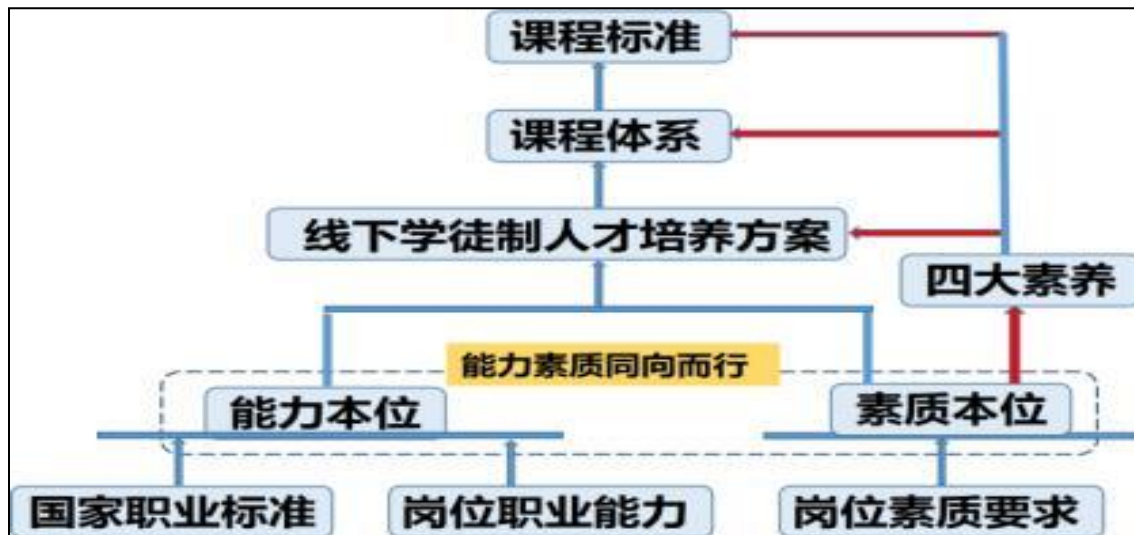 课程标准
课程体系
线下学徒制人才培养方案
四大素养
能力素质同向而行
能力本位
素质本位
国家职业标准
岗位职业能力
岗位素质要求